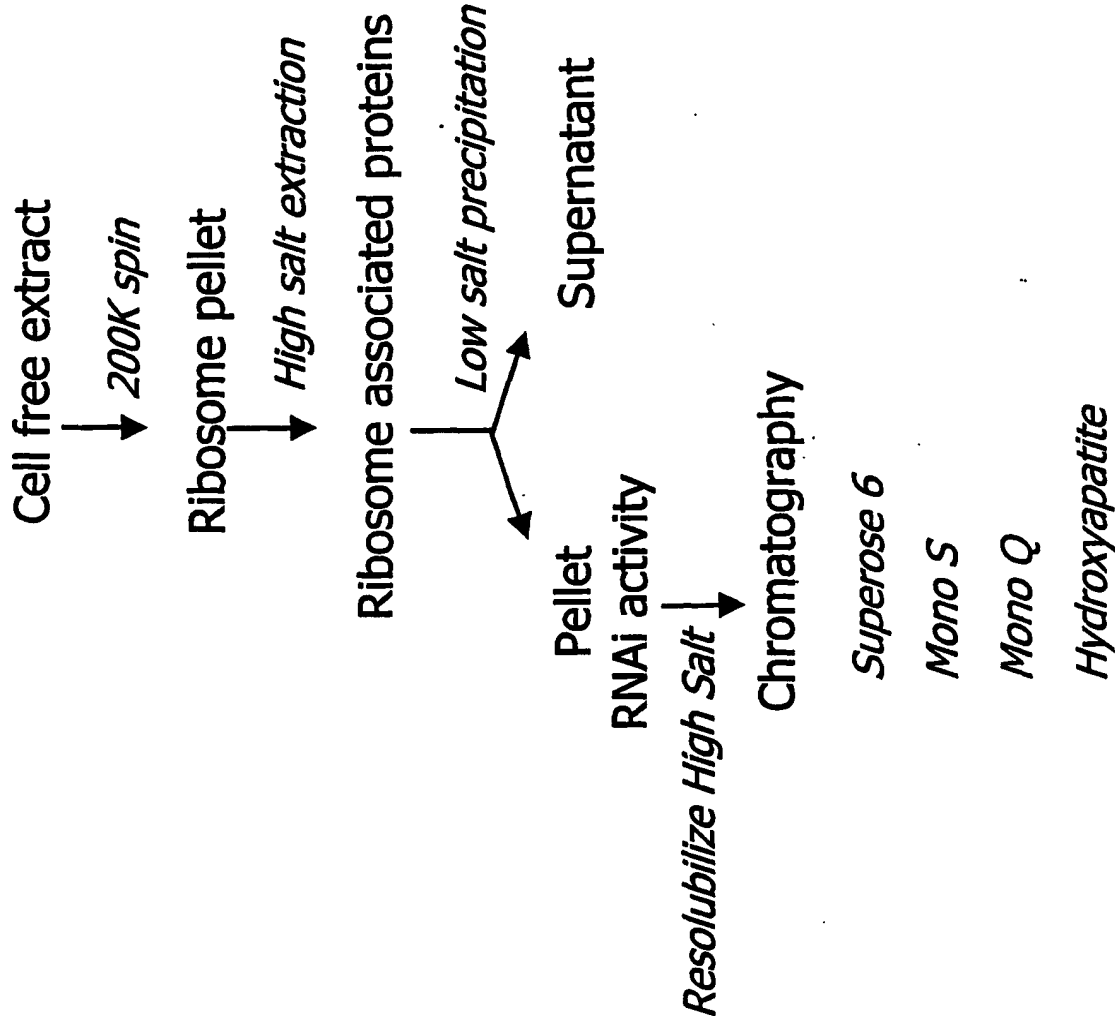 Cell free extract
200K spin
Ribosome pellet
High salt extraction
Ribosome associated proteins
Low salt precipitation
Pellet
Supernatant
RNAi activity
Resolubilize High Salt
Chromatography
Superose 6
Mono S
Mono Q
Hydroxyapatite